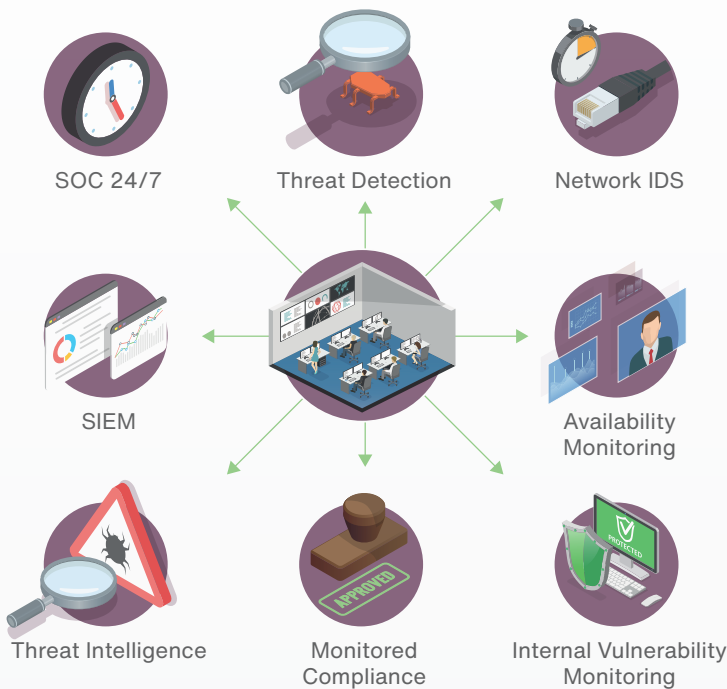 SOC 24/7
Threat Detection
Network IDS
SIEM
Availability
Monitoring
PROTECTED
APPROVED
Threat Intelligence
Monitored
Compliance
Internal Vulnerability
Monitoring